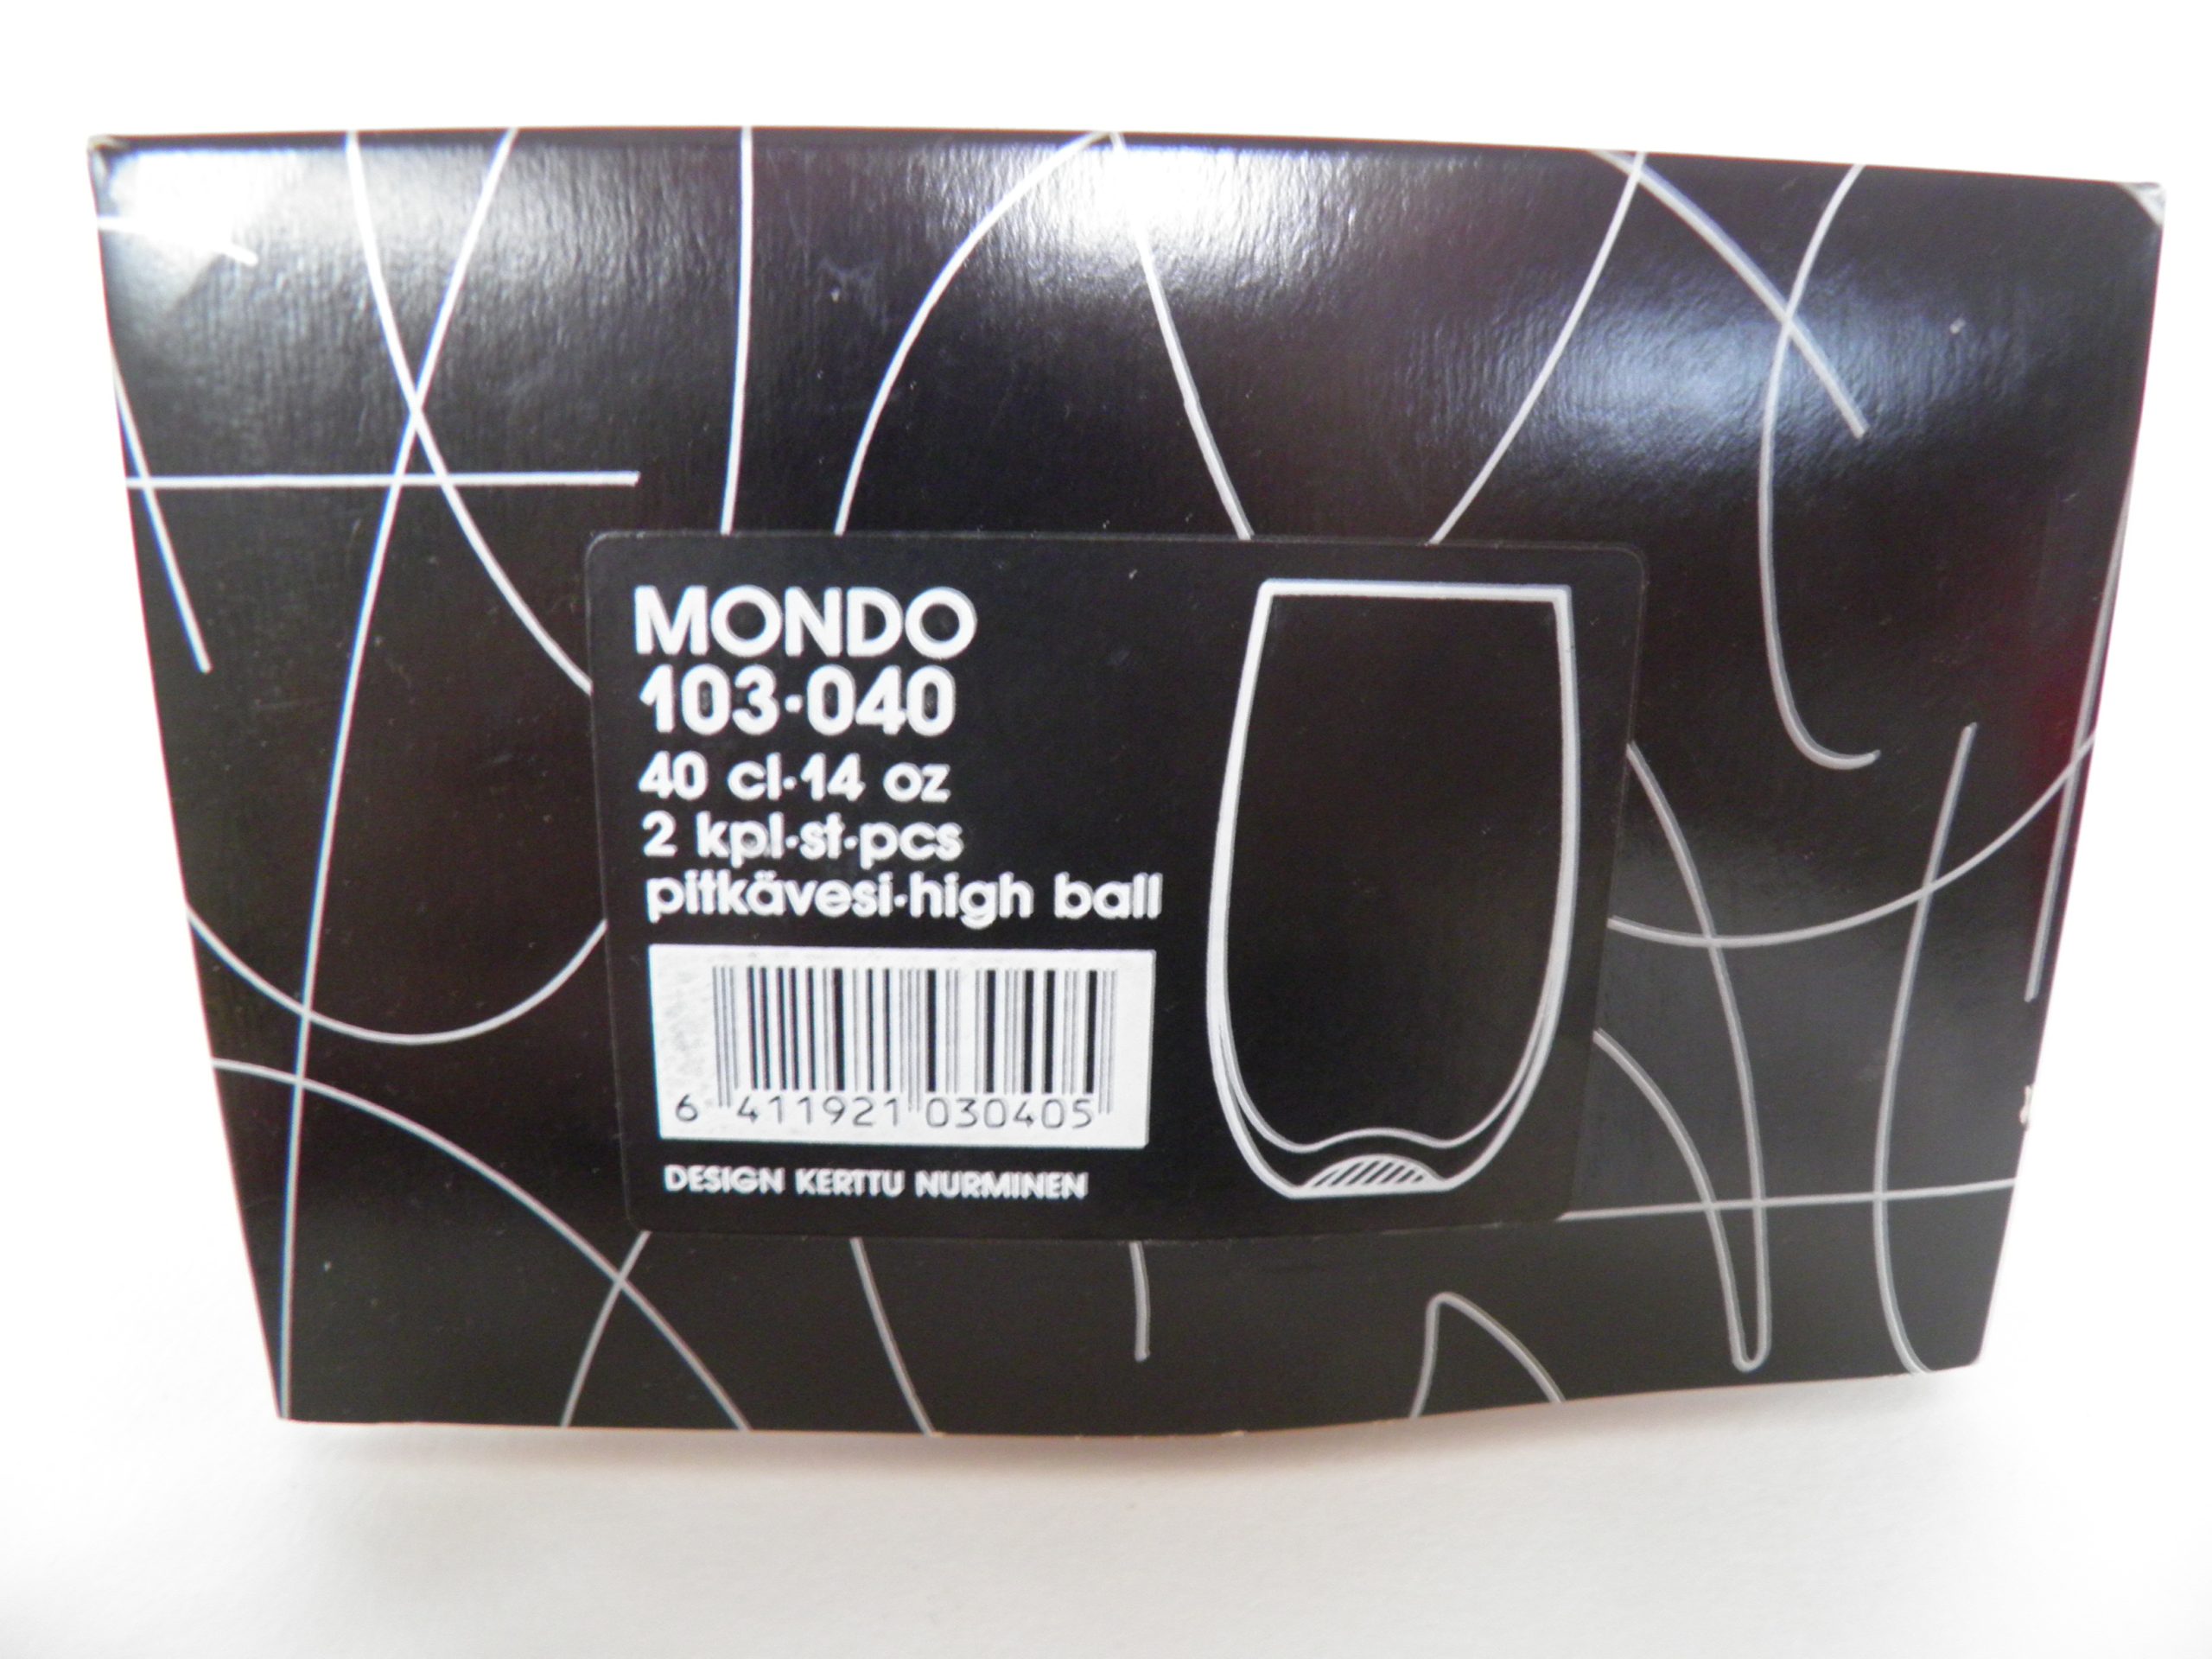 MONDO
103·040
40 cl·14 oz
2 kpl·st·pcs
pitkävesi·high ball
6 411921 030405
DESIGN KERTTU NURMINEN